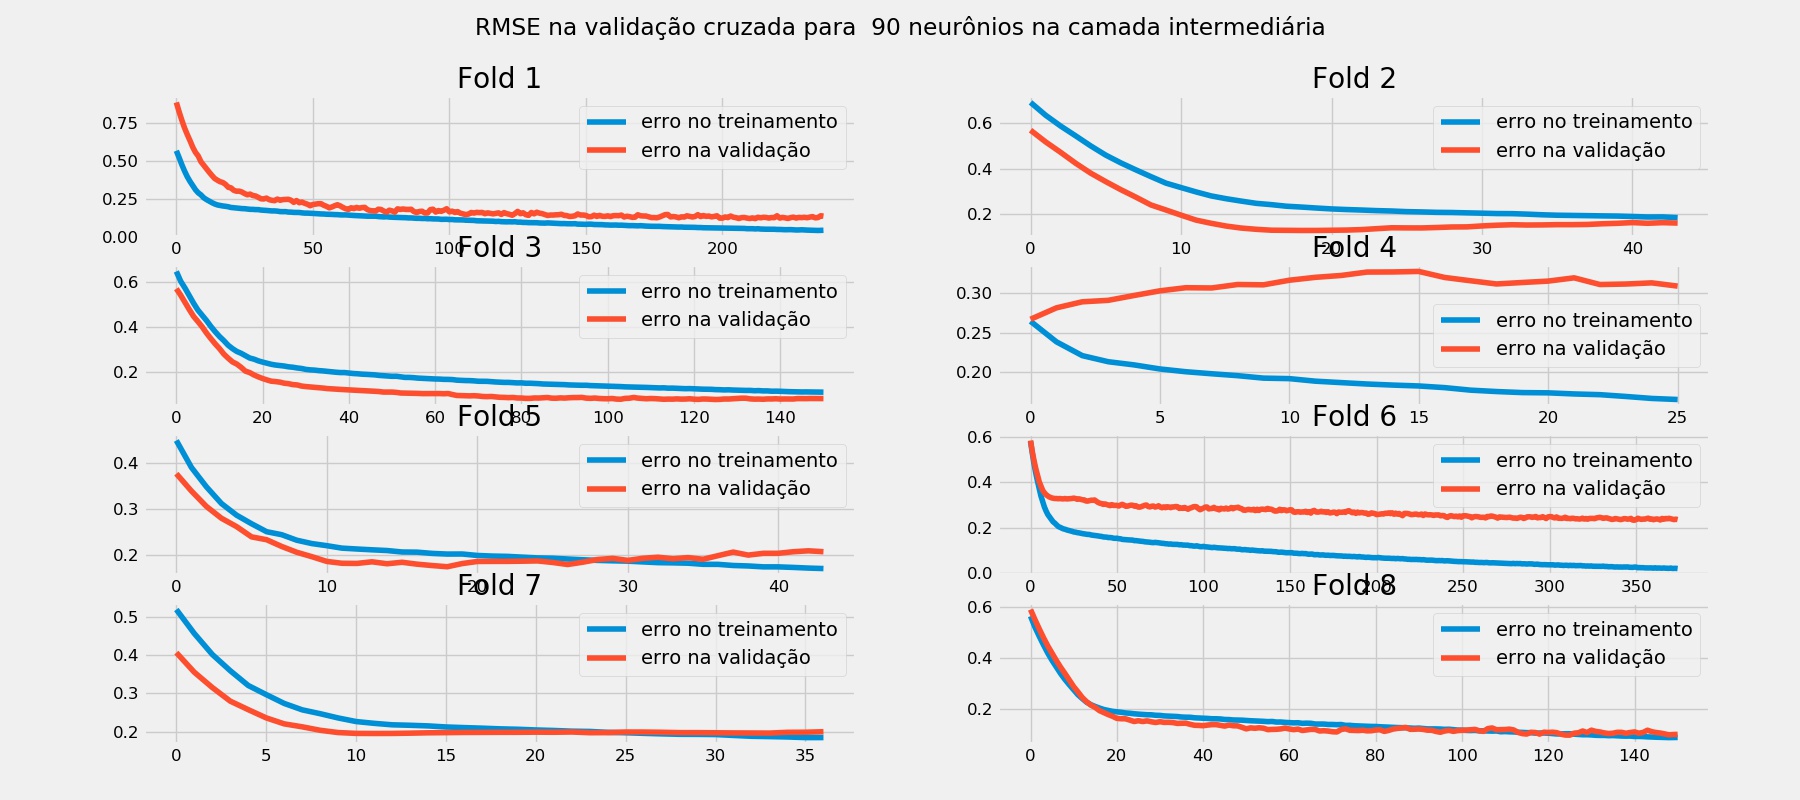 RMSE na validação cruzada para  90 neurônios na camada intermediária
Fold 1
erro no treinamento
erro na validação
0.75
0.50
0.25
0.00
0 50 100 150 200
Fold 2
erro no treinamento
erro na validação
0.6
0.4
0.2
0 10 20 30 40
Fold 3
erro no treinamento
erro na validação
0.6
0.4
0.2
0 20 40 60 80 100 120 140
Fold 4
erro no treinamento
erro na validação
0.30
0.25
0.20
0 5 10 15 20 25
Fold 5
erro no treinamento
erro na validação
0.4
0.3
0.2
0 10 20 30 40
Fold 6
erro no treinamento
erro na validação
0.6
0.4
0.2
0.0
0 50 100 150 200 250 300 350
Fold 7
erro no treinamento
erro na validação
0.5
0.4
0.3
0.2
0 5 10 15 20 25 30 35
Fold 8
erro no treinamento
erro na validação
0.6
0.4
0.2
0 20 40 60 80 100 120 140